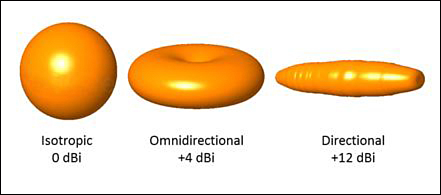 Isotropic
0 dBi
Omnidirectional
+4 dBi
Directional
+12 dBi